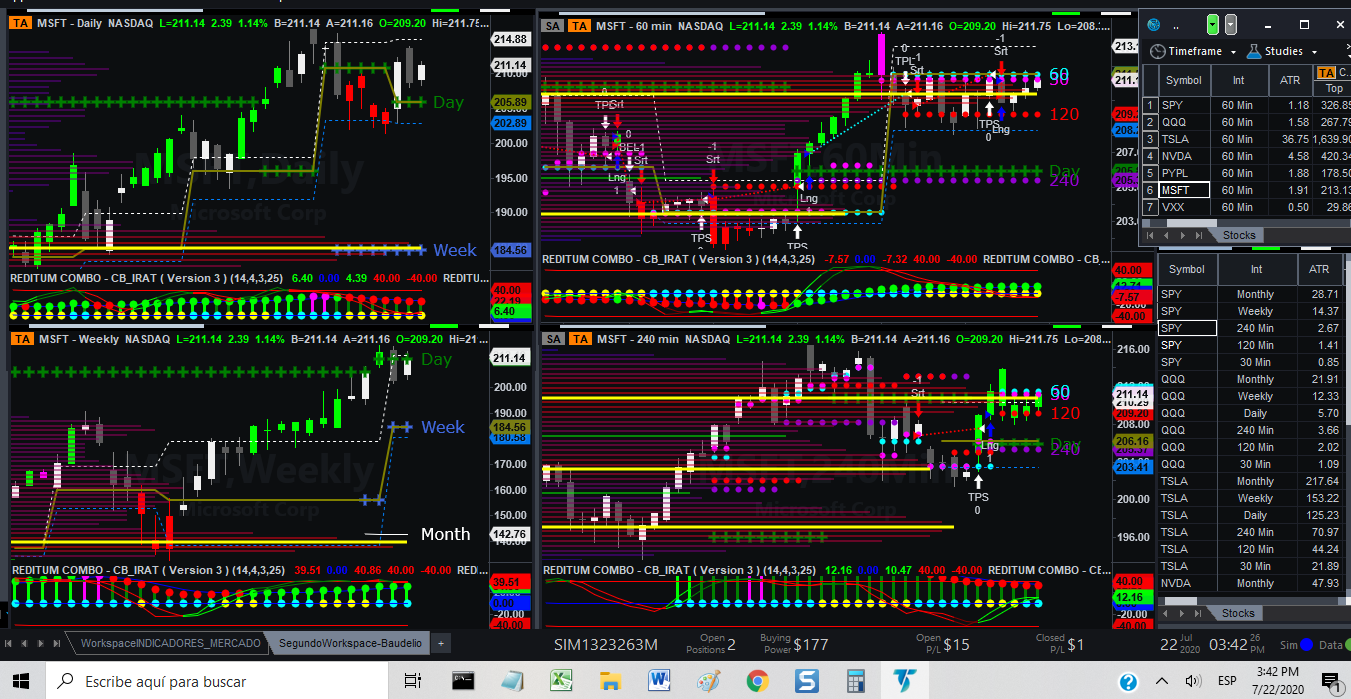 TA MSFT - Daily NASDAQ L=211.14 2.39 1.14% B=211.14 A=211.16 O=209.20 Hi=211.75...
214.88
211.14
210.00
205.89
202.89
200.00
195.00
190.00
184.56
Day
Week
MSFT,Daily
Microsoft Corp
REDITUM COMBO - CB_IRAT ( Version 3 ) (14,4,3,25) 6.40 0.00 4.39 40.00 -40.00 REDITU...
40.00
22.19
6.40
-40.00
TA MSFT - Weekly NASDAQ L=211.14 2.39 1.14% B=211.14 A=211.16 O=209.20 Hi=21...
211.14
200.00
190.00
184.56
180.58
170.00
160.00
150.00
142.76
140.00
Day
Week
Month
MSFT,Weekly
Microsoft Corp
REDITUM COMBO - CB_IRAT ( Version 3 ) (14,4,3,25) 39.51 0.00 40.86 40.00 -40.00 RED...
39.51
0.00
-20.00
-40.00
SA TA MSFT - 60 min NASDAQ L=211.14 2.39 1.14% B=211.14 A=211.16 O=209.20 Hi=211.75 Lo=208....
60
120
Day
240
-1
Srt
TPS
0
Lng
1
MSFT,60Min
REDITUM COMBO - CB_IRAT ( Version 3 ) (14,4,3,25) -7.57 0.00 -7.32 40.00 -40.00 REDITUM COMBO - CB...
40.00
-7.57
-40.00
SA TA MSFT - 240 min NASDAQ L=211.14 2.39 1.14% B=211.14 A=211.16 O=209.20 Hi=211.75 Lo=208...
216.00
211.14
210.29
209.20
208.00
206.16
203.41
200.00
196.00
60
120
Day
240
-1
Srt
Lng
1
TPS
0
Microsoft Corp
REDITUM COMBO - CB_IRAT ( Version 3 ) (14,4,3,25) 12.16 0.00 10.47 40.00 -40.00 REDITUM COMBO - CE...
40.00
12.16
-20.00
-40.00
Timeframe Studies
Symbol Int ATR TA C..
Top
1 SPY 60 Min 1.18 326.85
2 QQQ 60 Min 1.58 267.79
3 TSLA 60 Min 36.75 1,639.90
4 NVDA 60 Min 4.58 420.34
5 PYPL 60 Min 1.88 178.50
6 MSFT 60 Min 1.91 213.13
7 VXX 60 Min 0.50 29.86
Stocks
Symbol Int ATR
SPY Monthly 28.71
SPY Weekly 14.37
SPY 240 Min 2.67
SPY 120 Min 1.41
SPY 30 Min 0.85
QQQ Monthly 21.91
QQQ Weekly 12.33
QQQ Daily 5.70
QQQ 240 Min 3.66
QQQ 120 Min 2.02
QQQ 30 Min 1.09
TSLA Monthly 217.64
TSLA Weekly 153.22
TSLA Daily 125.23
TSLA 240 Min 70.97
TSLA 120 Min 44.24
TSLA 30 Min 21.89
NVDA Monthly 47.93
Stocks
WorkspaceINDICADORES_MERCADO SegundoWorkspace-Baudelio +
SIM1323263M Open Positions 2 Buying Power $177 Open P/L $15 Closed P/L $1 22 Jul 2020 03:42 26 PM Sim Data
Escribe aquí para buscar
ESP
3:42 PM
7/22/2020
1